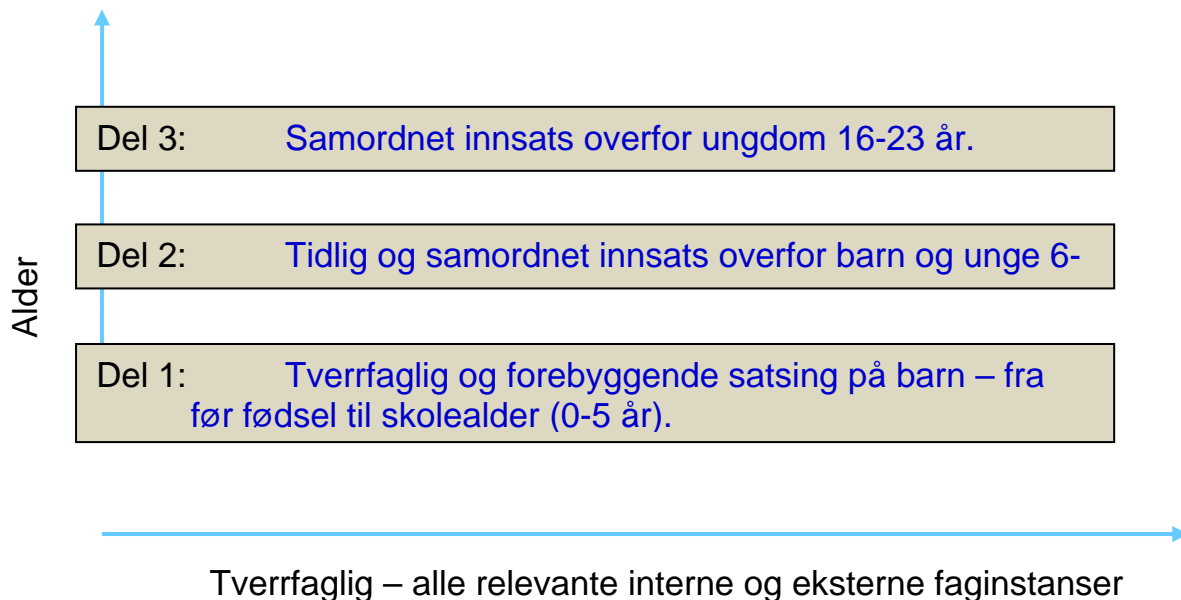 Del 3: Samordnet innsats overfor ungdom 16-23 år.
Del 2: Tidlig og samordnet innsats overfor barn og unge 6-
Alder
Del 1: Tverrfaglig og forebyggende satsing på barn – fra
før fødsel til skolealder (0-5 år).
Tverrfaglig – alle relevante interne og eksterne faginstanser